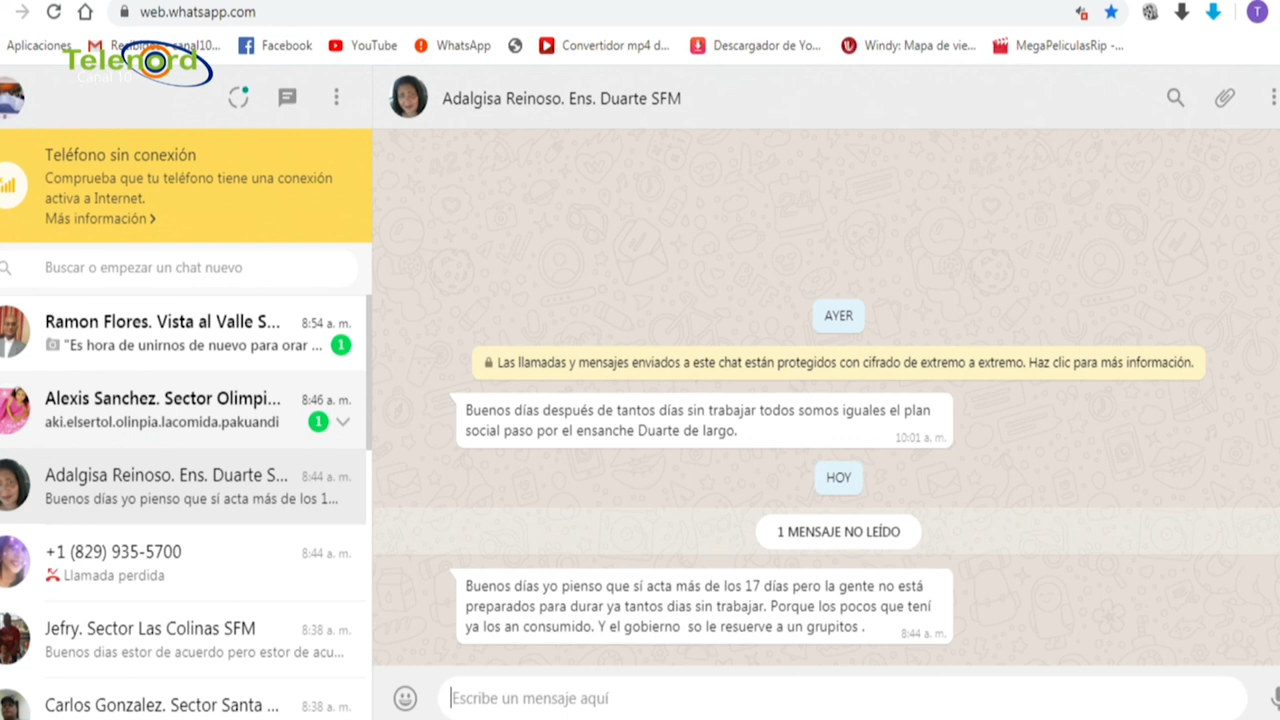 web.whatsapp.com
Aplicaciones
Recibidos - canal10...
Facebook
YouTube
WhatsApp
Convertidor mp4 d...
Descargador de Yo...
Windy: Mapa de vie...
MegaPeliculasRip - ...
T
Telenord
Canal 10
Adalgisa Reinoso. Ens. Duarte SFM
Teléfono sin conexión
Comprueba que tu teléfono tiene una conexión
activa a Internet.
Más información
Buscar o empezar un chat nuevo
Ramon Flores. Vista al Valle S... 8:54 a. m.
"Es hora de unirnos de nuevo para orar ... 1
Alexis Sanchez. Sector Olimpi... 8:46 a. m.
aki.elsertol.olinpia.lacomida.pakuandi 1
Adalgisa Reinoso. Ens. Duarte S... 8:44 a. m.
Buenos días yo pienso que sí acta más de los 1...
+1 (829) 935-5700 8:44 a. m.
Llamada perdida
Jefry. Sector Las Colinas SFM 8:38 a. m.
Buenos dias estor de acuerdo pero estor de acu...
Carlos Gonzalez. Sector Santa ... 8:38 a. m.
AYER
Las llamadas y mensajes enviados a este chat están protegidos con cifrado de extremo a extremo. Haz clic para más información.
Buenos días después de tantos días sin trabajar todos somos iguales el plan
social paso por el ensanche Duarte de largo.
10:01 a. m.
HOY
1 MENSAJE NO LEÍDO
Buenos días yo pienso que sí acta más de los 17 días pero la gente no está
preparados para durar ya tantos dias sin trabajar. Porque los pocos que tení
ya los an consumido. Y el gobierno so le resuerve a un grupitos .
8:44 a. m.
Escribe un mensaje aquí